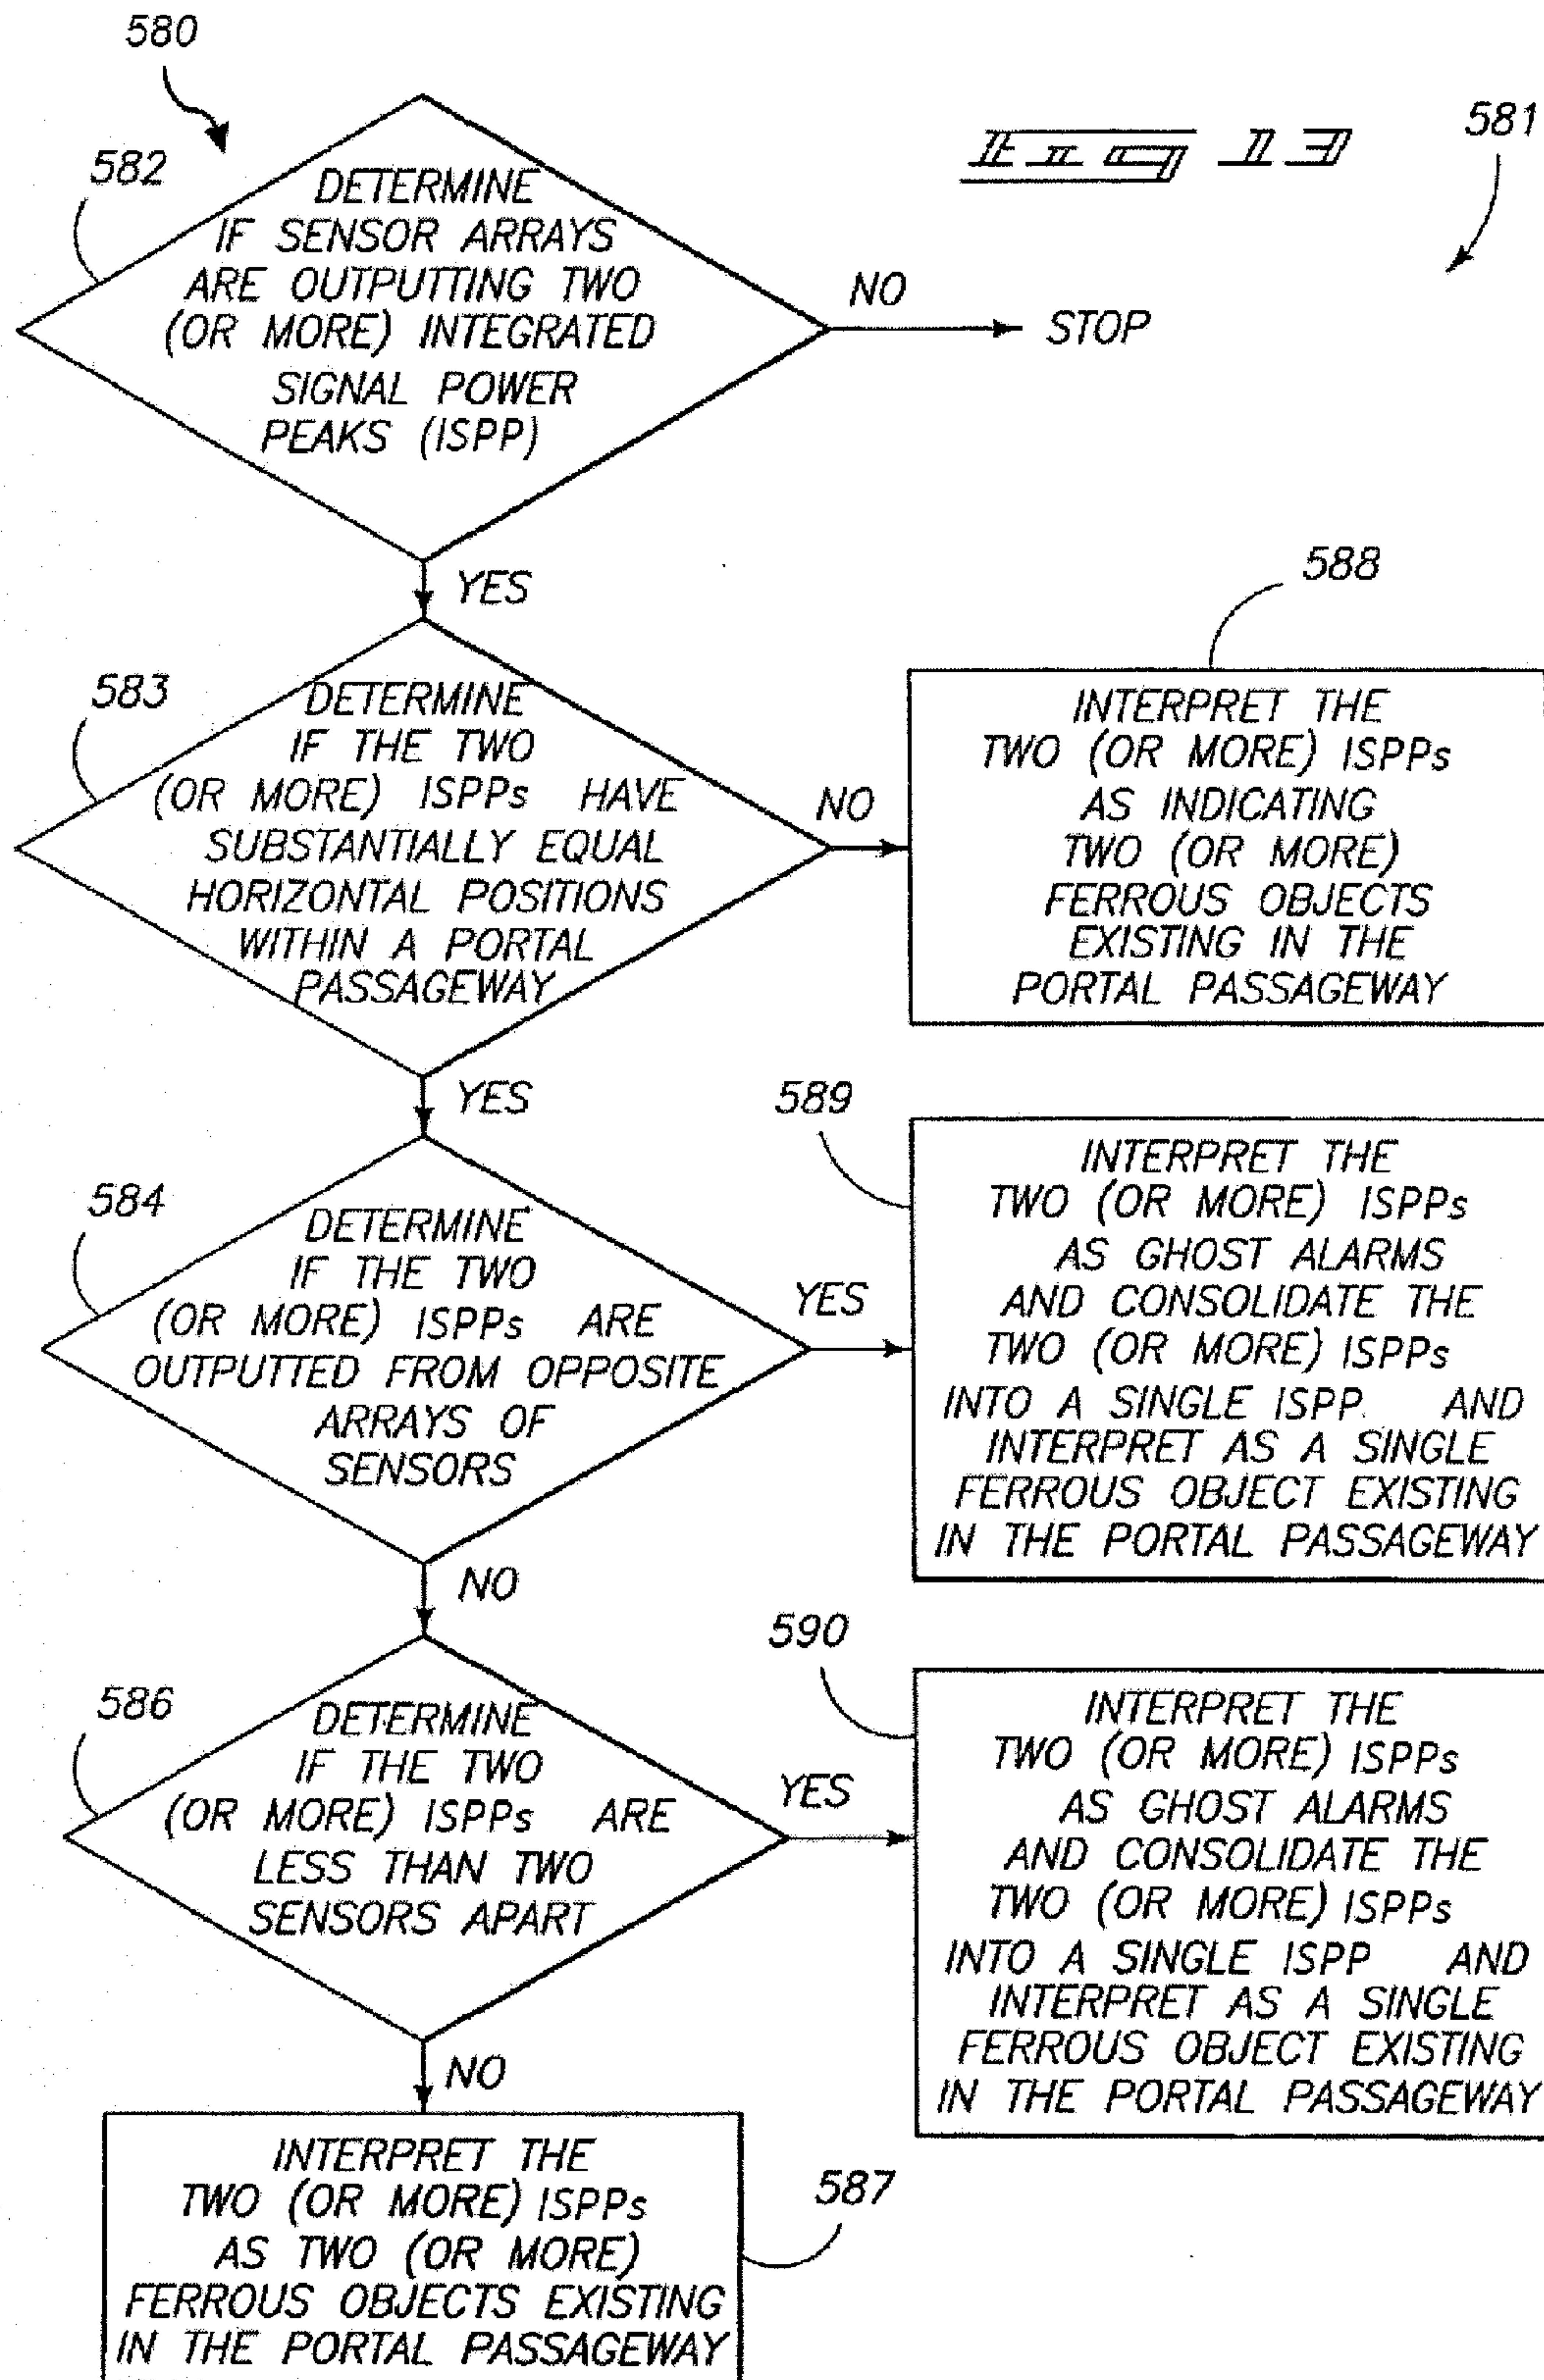 580
FIG 13
581
582
DETERMINE
IF SENSOR ARRAYS
ARE OUTPUTTING TWO
(OR MORE) INTEGRATED
SIGNAL POWER
PEAKS (ISPP)
NO
STOP
YES
583
DETERMINE
IF THE TWO
(OR MORE) ISPPs HAVE
SUBSTANTIALLY EQUAL
HORIZONTAL POSITIONS
WITHIN A PORTAL
PASSAGEWAY
NO
588
INTERPRET THE
TWO (OR MORE) ISPPs
AS INDICATING
TWO (OR MORE)
FERROUS OBJECTS
EXISTING IN THE
PORTAL PASSAGEWAY
YES
584
DETERMINE
IF THE TWO
(OR MORE) ISPPs ARE
OUTPUTTED FROM OPPOSITE
ARRAYS OF
SENSORS
YES
589
INTERPRET THE
TWO (OR MORE) ISPPs
AS GHOST ALARMS
AND CONSOLIDATE THE
TWO (OR MORE) ISPPs
INTO A SINGLE ISPP. AND
INTERPRET AS A SINGLE
FERROUS OBJECT EXISTING
IN THE PORTAL PASSAGEWAY
NO
586
DETERMINE
IF THE TWO
(OR MORE) ISPPs ARE
LESS THAN TWO
SENSORS APART
YES
590
INTERPRET THE
TWO (OR MORE) ISPPs
AS GHOST ALARMS
AND CONSOLIDATE THE
TWO (OR MORE) ISPPs
INTO A SINGLE ISPP AND
INTERPRET AS A SINGLE
FERROUS OBJECT EXISTING
IN THE PORTAL PASSAGEWAY
NO
INTERPRET THE
TWO (OR MORE) ISPPs
AS TWO (OR MORE)
FERROUS OBJECTS EXISTING
IN THE PORTAL PASSAGEWAY
587